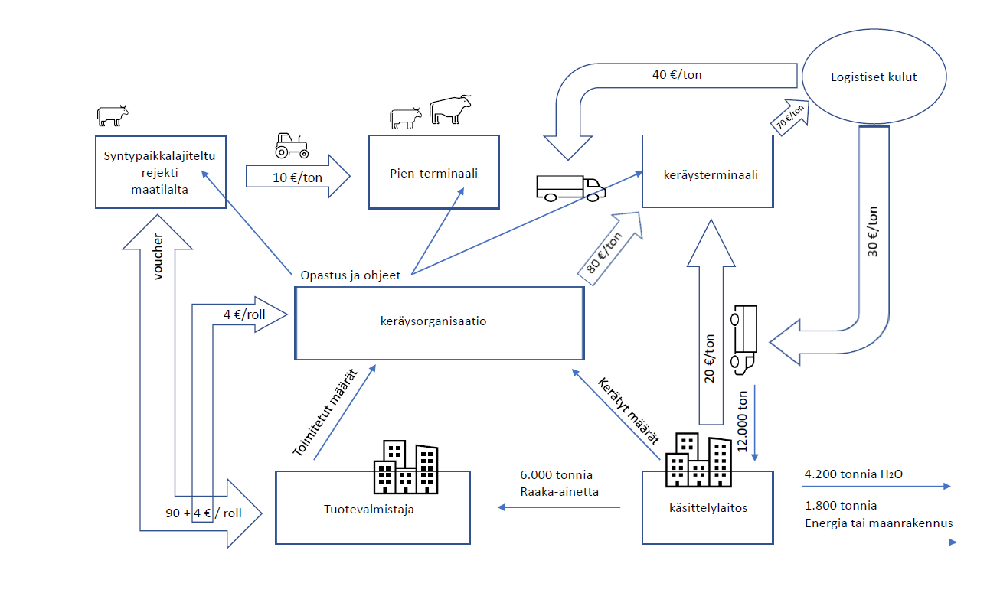 Logistiset kulut
40 €/ton
70 €/ton
Syntypaikkalajiteltu
rejekti
maatilalta
10 €/ton
Pien-terminaali
keräysterminaali
30 €/ton
voucher
80 €/ton
Opastus ja ohjeet
4 €/roll
keräysorganisaatio
20 €/ton
Toimitetut määrät
Kerätyt määrät
12.000 ton
6.000 tonnia
Raaka-ainetta
4.200 tonnia H2O
90 + 4 € / roll
Tuotevalmistaja
käsittelylaitos
1.800 tonnia
Energia tai maanrakennus